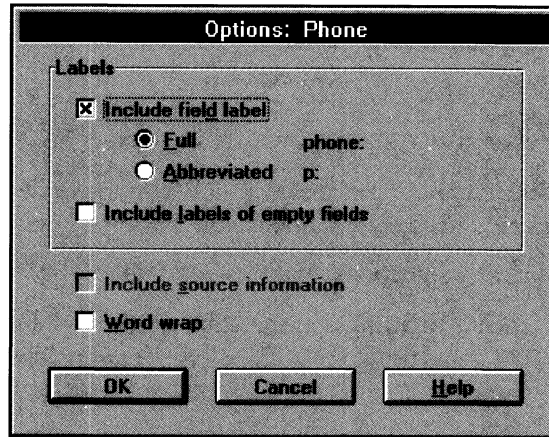 Options: Phone
Labels
Include field label
Full phone:
Abbreviated p:
Include labels of empty fields
Include source information
Word wrap
OK Cancel Help